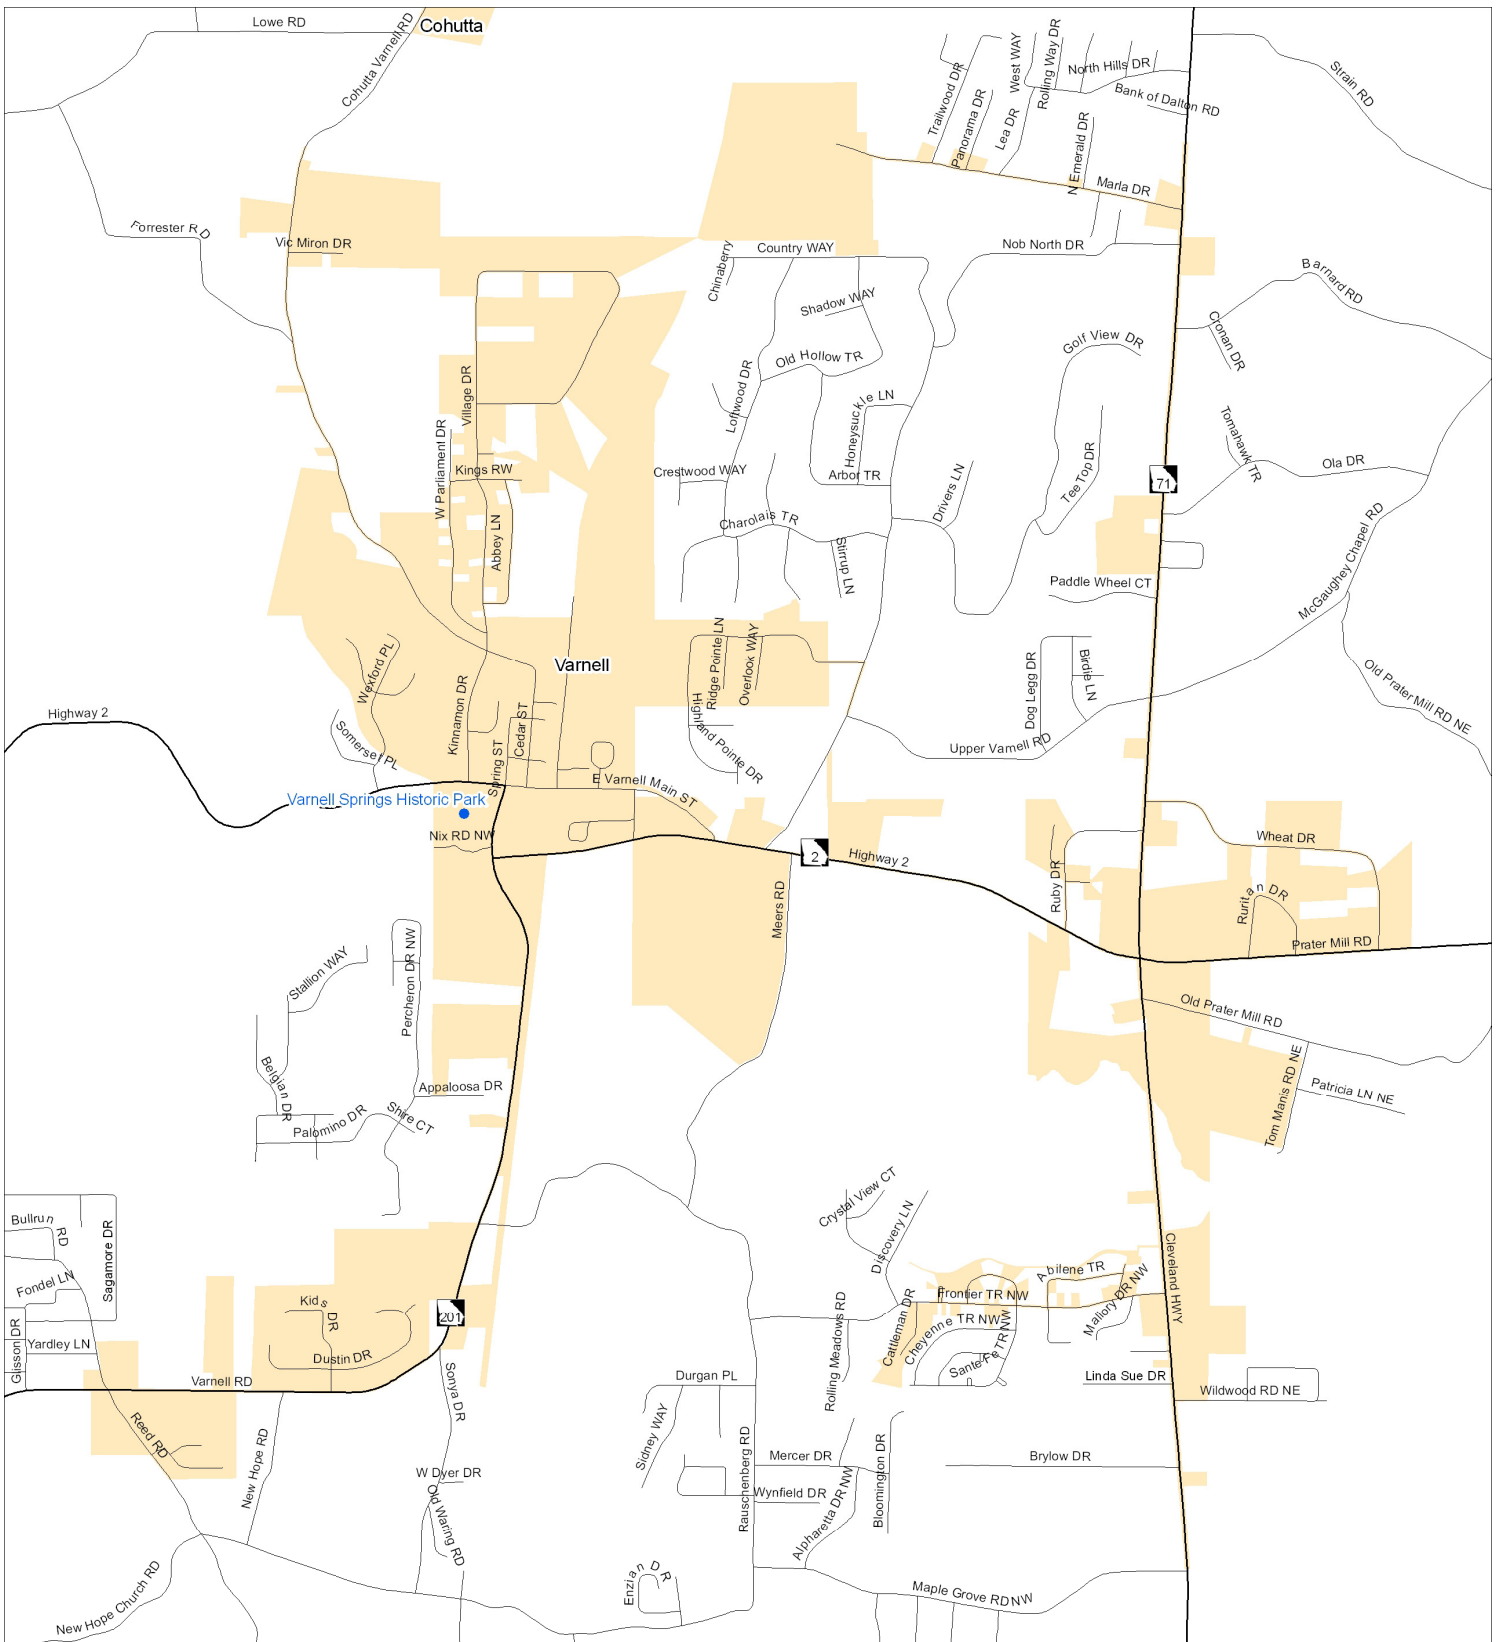 Cohutta
Lowe RD
Cohutta Varnell RD
Trailwood DR
Panorama DR
West WAY
Lea DR
Rolling Way DR
North Hills DR
Bank of Dalton RD
Strain RD
N Emerald DR
Marla DR
Forrester RD
Vic Miron DR
Chinaberry
Country WAY
Nob North DR
Barnard RD
Shadow WAY
Cronan DR
Golf View DR
Old Hollow TR
Village DR
Loftwood DR
Honeysuckle LN
Tomahawk TR
W Parliament DR
Kings RW
Crestwood WAY
Arbor TR
Drivers LN
Tee Top DR
71
Ola DR
Abbey LN
Charolais TR
Stirrup LN
McGaughey Chapel RD
Paddle Wheel CT
Varnell
Wexford PL
Ridge Pointe LN
Overlook WAY
Dog Legg DR
Birdie LN
Old Prater Mill RD NE
Highway 2
Kinnamon DR
Cedar ST
Somerset PL
Spring ST
Highland Pointe DR
Upper Varnell RD
E Varnell Main ST
Varnell Springs Historic Park
Nix RD NW
2
Highway 2
Wheat DR
Meers RD
Ruby DR
Ruritan DR
Prater Mill RD
Stallion WAY
Percheron DR NW
Old Prater Mill RD
Belgian DR
Appaloosa DR
Tom Manis RD NE
Patricia LN NE
Palomino DR
Shire CT
Crystal View CT
Discovery LN
Bullrun RD
Sagamore DR
Cleveland HWY
Abilene TR
Fondel LN
Frontier TR NW
Mallory DR NW
Kids DR
201
Cattleman DR
Cheyenne TR NW
Rolling Meadows RD
Glisson DR
Yardley LN
Dustin DR
Sante Fe TR NW
Varnell RD
Sonya DR
Durgan PL
Linda Sue DR
Wildwood RD NE
Reed RD
New Hope RD
Sidney WAY
Rauschenberg RD
Mercer DR
Bloomington DR
Brylow DR
W Dyer DR
Wynfield DR
Old Waring RD
Alpharetta DR NW
Enzian DR
New Hope Church RD
Maple Grove RD NW